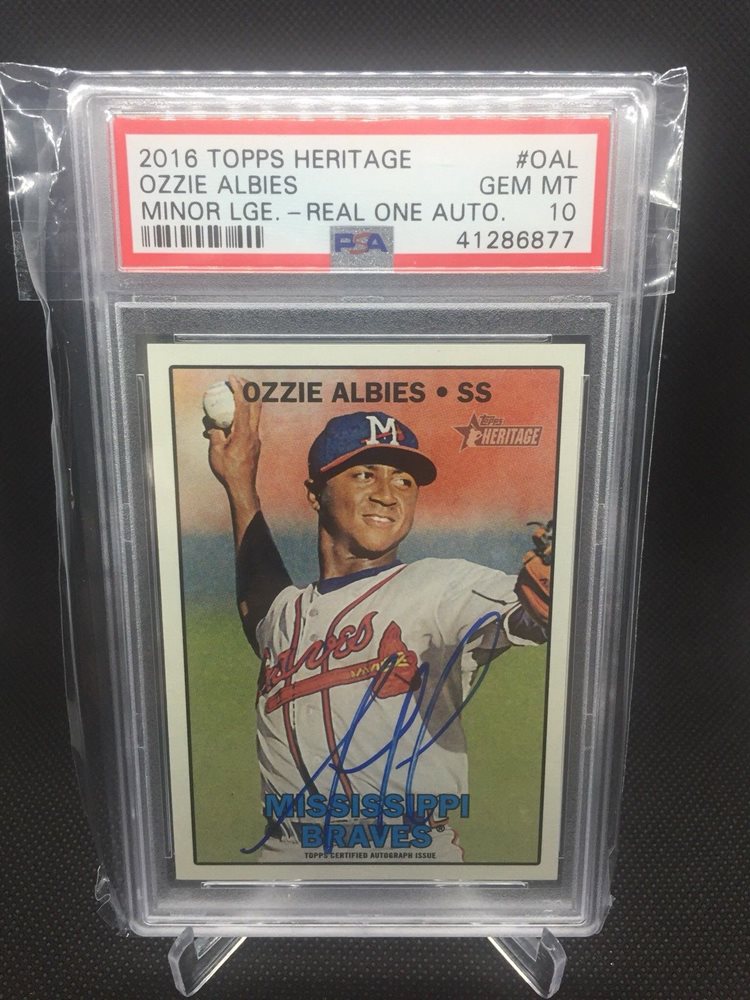 2016 TOPPS HERITAGE #OAL
OZZIE ALBIES GEM MT
MINOR LGE. -REAL ONE AUTO. 10
PSA 41286877
OZZIE ALBIES • SS
Topps
HERITAGE
M
Braves
MISSISSIPPI
BRAVES®
TOPPS CERTIFIED AUTOGRAPH ISSUE